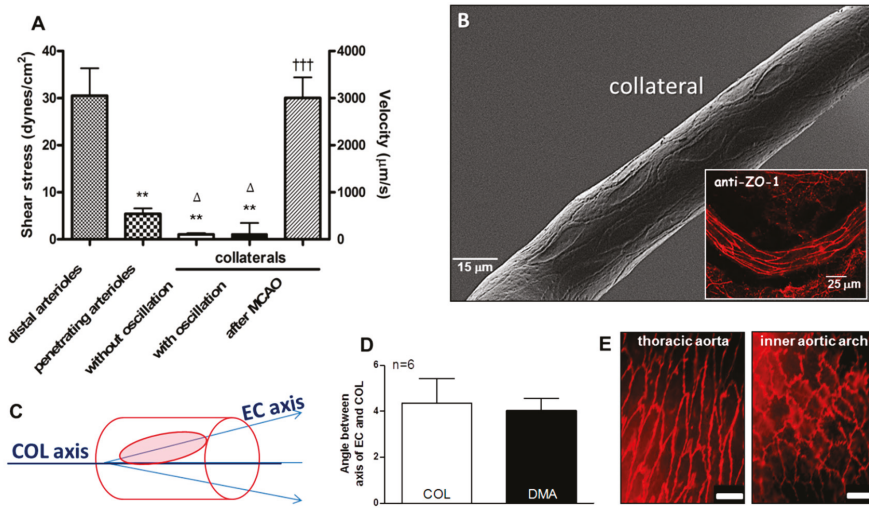 A
Shear stress (dynes/cm²)
40
30
20
10
0
4000
3000
2000
1000
0
Velocity (μm/s)
**
Δ
**
Δ
**
†††
distal arterioles
penetrating arterioles
without oscillation
with oscillation
after MCAO
collaterals
B
collateral
15 μm
anti-ZO-1
25 μm
C
COL axis
EC axis
D
n=6
Angle between
axis of EC and COL
6
4
2
0
COL
DMA
E
thoracic aorta
inner aortic arch